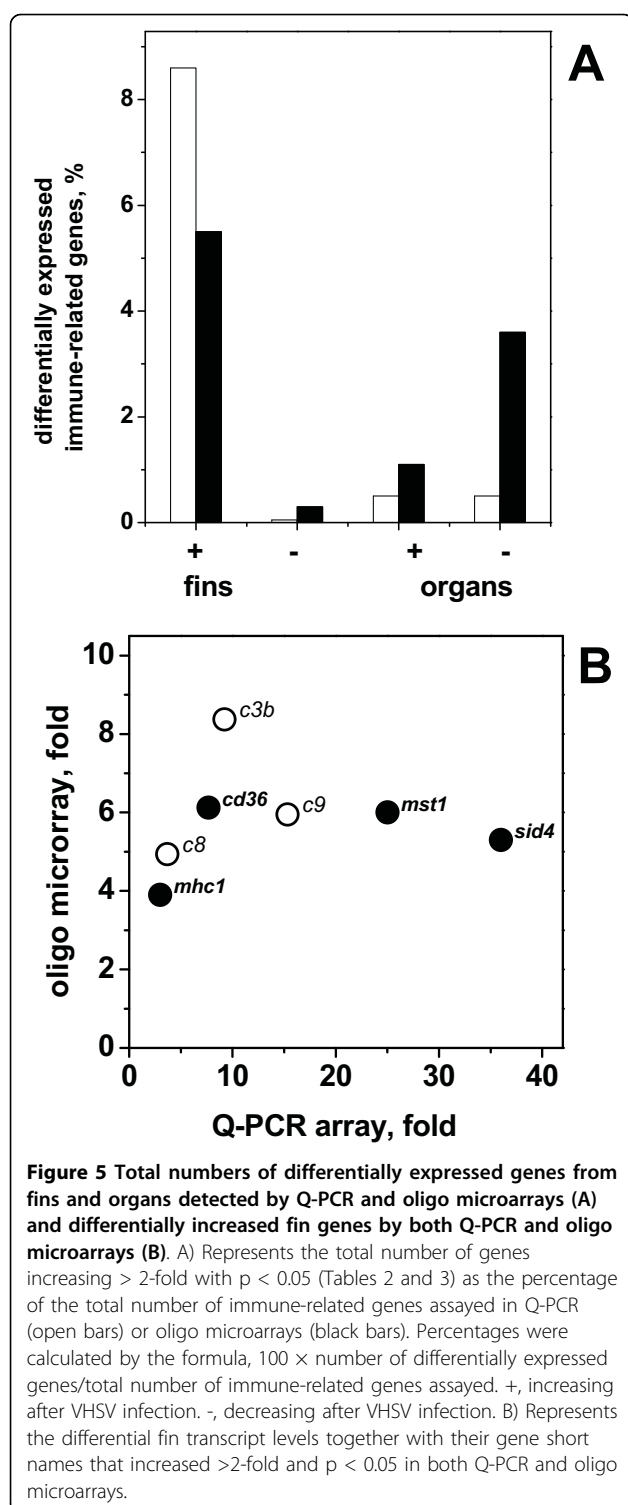 A
differentially expressed
immune-related genes, %
8
6
4
2
0
+ - + -
fins organs
B
oligo microrarray, fold
10
8
6
4
2
0
c3b
cd36
c9
mst1
sid4
c8
mhc1
0 10 20 30 40
Q-PCR array, fold
Figure 5 Total numbers of differentially expressed genes from
fins and organs detected by Q-PCR and oligo microarrays (A)
and differentially increased fin genes by both Q-PCR and oligo
microarrays (B). A) Represents the total number of genes
increasing > 2-fold with p < 0.05 (Tables 2 and 3) as the percentage
of the total number of immune-related genes assayed in Q-PCR
(open bars) or oligo microarrays (black bars). Percentages were
calculated by the formula, 100 × number of differentially expressed
genes/total number of immune-related genes assayed. +, increasing
after VHSV infection. -, decreasing after VHSV infection. B) Represents
the differential fin transcript levels together with their gene short
names that increased >2-fold and p < 0.05 in both Q-PCR and oligo
microarrays.